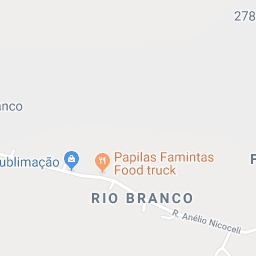 278
anco
ublimação
Papilas Famintas
Food truck
F
RIO BRANCO
R. Anélio Nicoceli